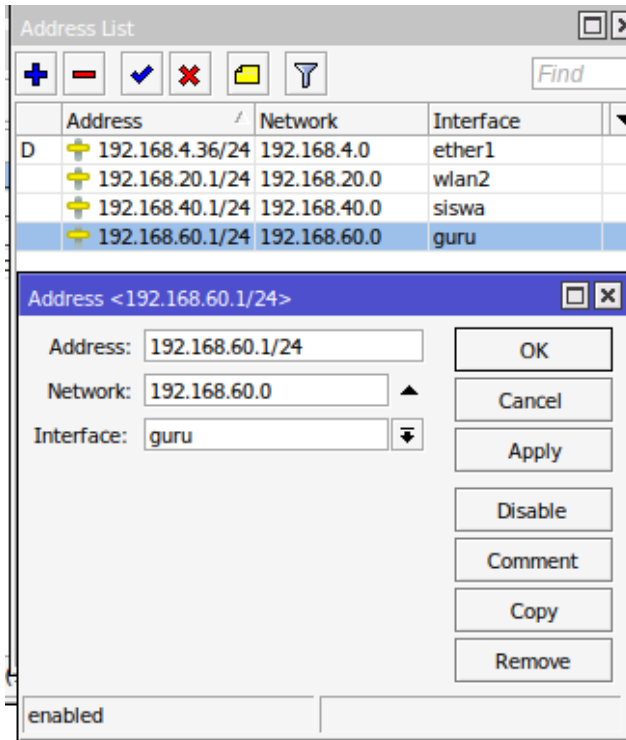 Address List
Find
Address Network Interface
D 192.168.4.36/24 192.168.4.0 ether1
192.168.20.1/24 192.168.20.0 wlan2
192.168.40.1/24 192.168.40.0 siswa
192.168.60.1/24 192.168.60.0 guru
Address <192.168.60.1/24>
Address: 192.168.60.1/24 OK
Network: 192.168.60.0 Cancel
Interface: guru Apply
Disable
Comment
Copy
Remove
enabled